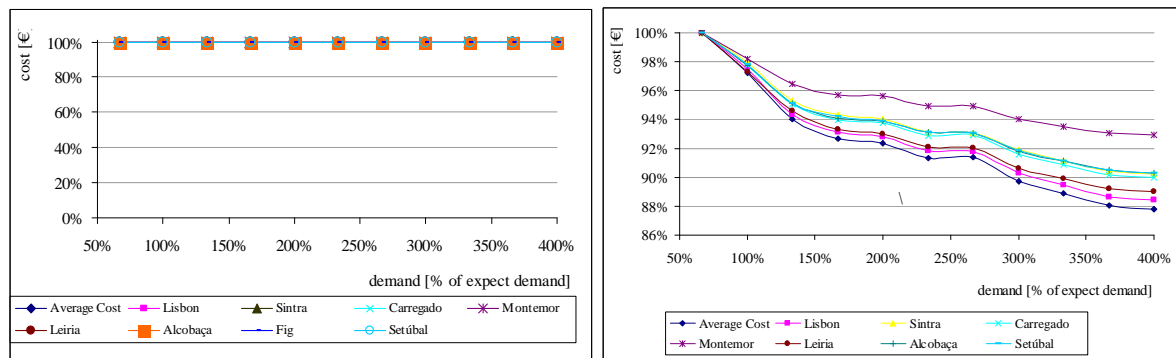 cost [€]
100%
80%
60%
40%
20%
0%
50% 100% 150% 200% 250% 300% 350% 400%
demand [% of expect demand]
Average Cost Lisbon Sintra Carregado Montemor
Leiria Alcobaça Fig Setúbal
cost [€]
100%
98%
96%
94%
92%
90%
88%
86%
\
50% 100% 150% 200% 250% 300% 350% 400%
demand [% of expect demand]
Average Cost Lisbon Sintra Carregado
Montemor Leiria Alcobaça Setúbal